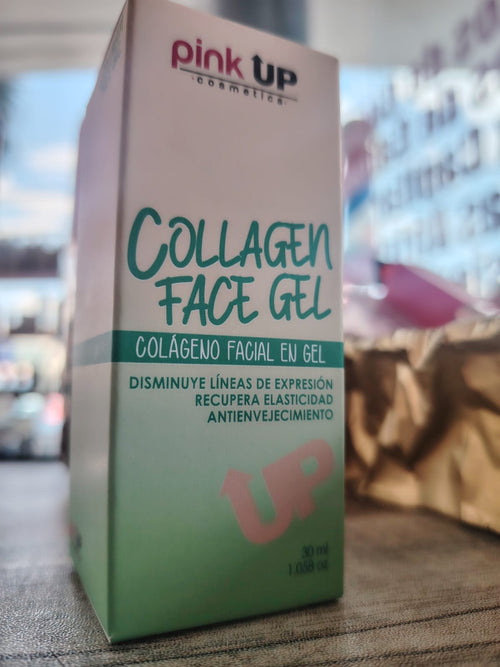 pink UP
·cosmetics·
COLLAGEN
FACE GEL
COLÁGENO FACIAL EN GEL
DISMINUYE LÍNEAS DE EXPRESIÓN
RECUPERA ELASTICIDAD
ANTIENVEJECIMIENTO
UP
30 ml
1.058 oz